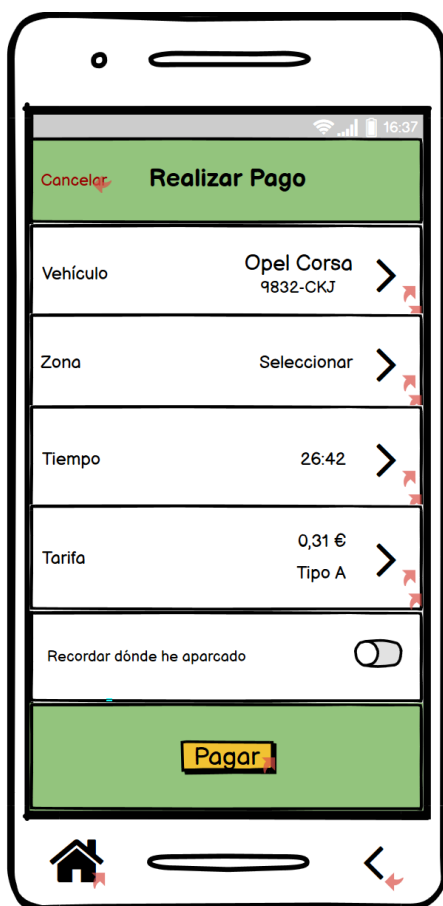 16:37
Cancelar
Realizar Pago
Vehículo
Opel Corsa
9832-CKJ
Zona
Seleccionar
Tiempo
26:42
Tarifa
0,31 €
Tipo A
Recordar dónde he aparcado
Pagar